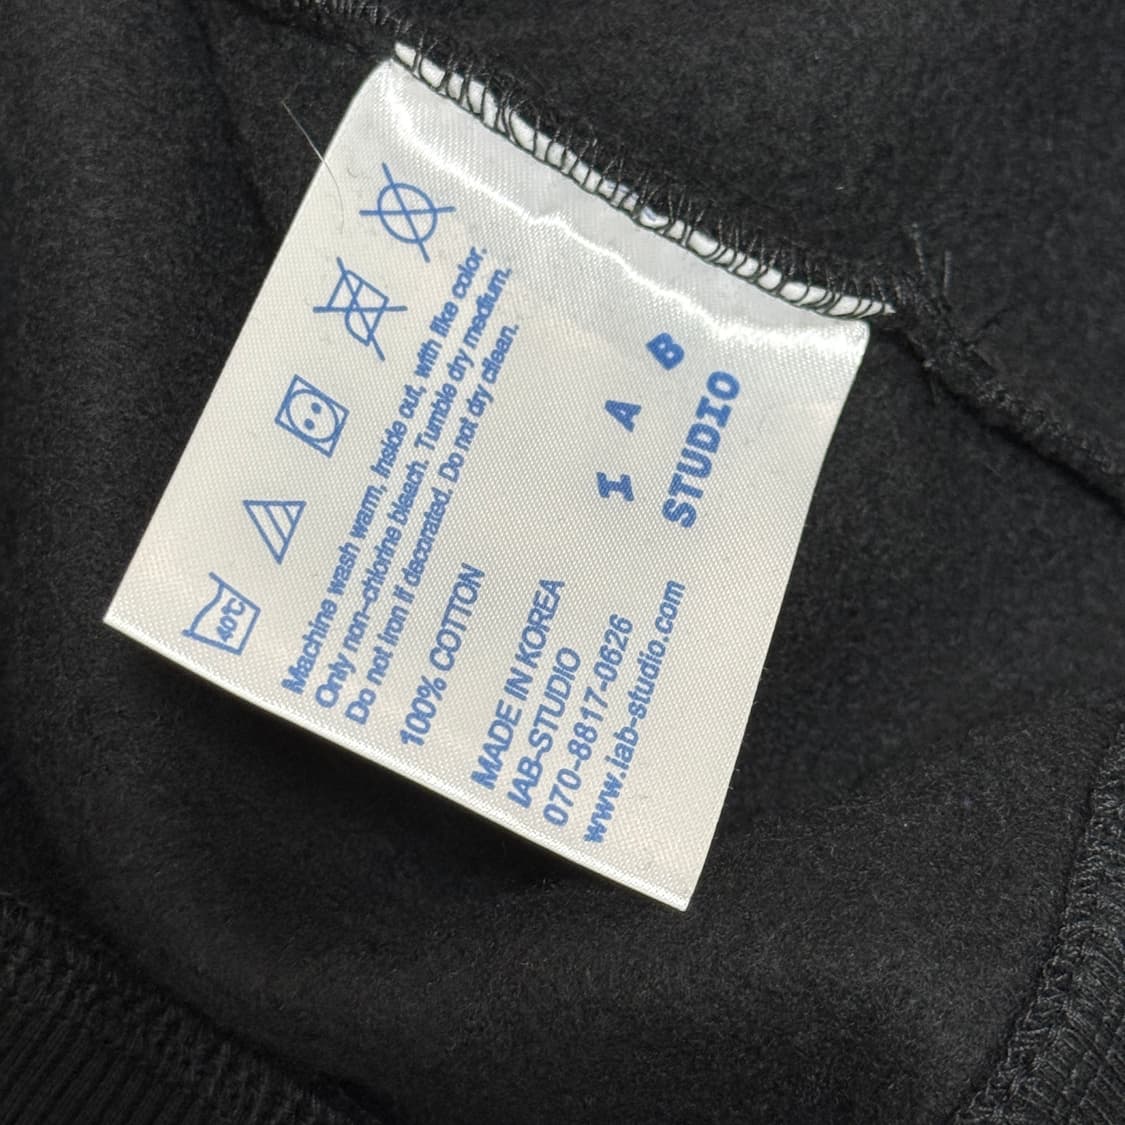 40°C
Machine wash warm, inside out, with like color.
Only non-chlorine bleach. Tumble dry medium.
Do not iron if decorated. Do not dry clean.
100% COTTON
MADE IN KOREA
IAB-STUDIO
070-8817-0626
www.iab-studio.com
I A B
STUDIO